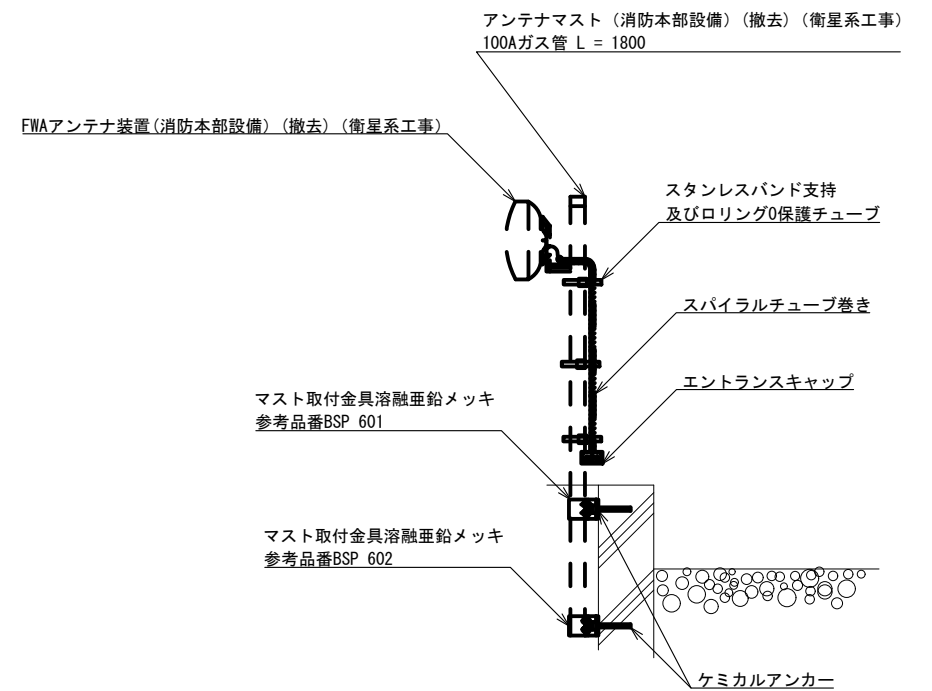 アンテナマスト（消防本部設備）(撤去）(衛星系工事）
100Aガス管 L = 1800
FWAアンテナ装置(消防本部設備）(撤去）(衛星系工事）
スタンレスバンド支持
及びロリング0保護チューブ
スパイラルチューブ巻き
エントランスキャップ
マスト取付金具溶融亜鉛メッキ
参考品番BSP 601
マスト取付金具溶融亜鉛メッキ
参考品番BSP 602
ケミカルアンカー